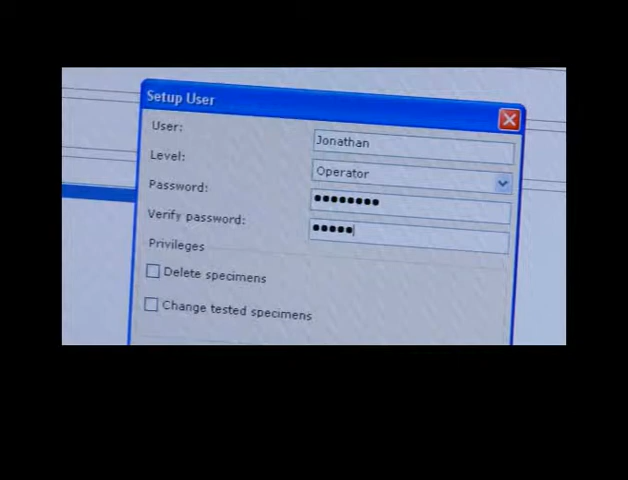 Setup User
User:
Jonathan
Level:
Operator
Password:
••••••••
Verify password:
•••••
Privileges
Delete specimens
Change tested specimens